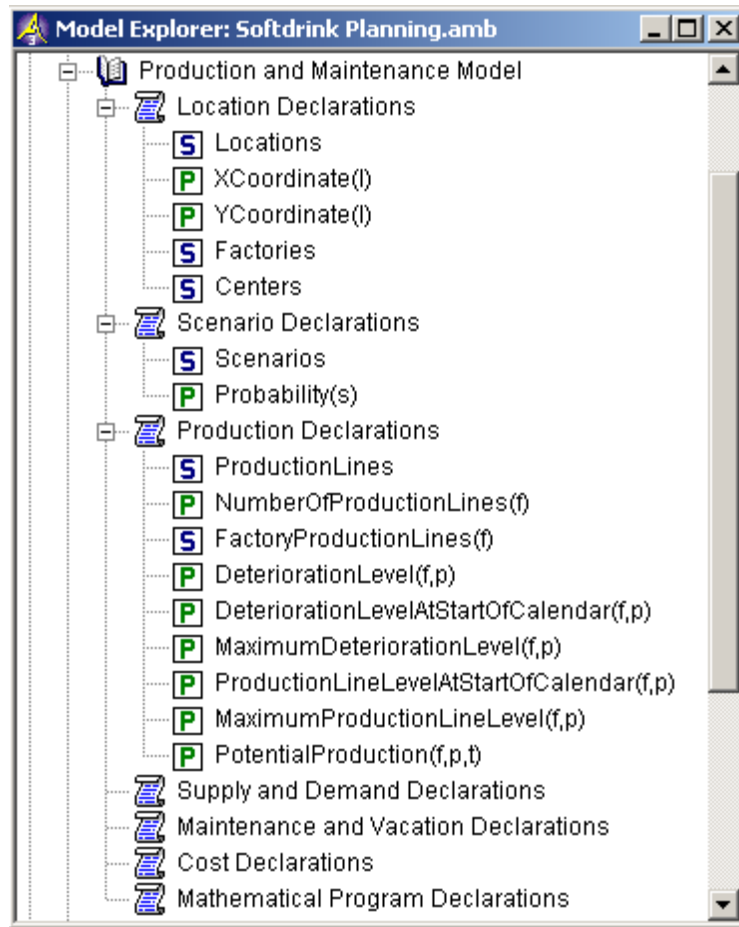 Model Explorer: Softdrink Planning.amb
Production and Maintenance Model
Location Declarations
S Locations
P XCoordinate(l)
P YCoordinate(l)
S Factories
S Centers
Scenario Declarations
S Scenarios
P Probability(s)
Production Declarations
S ProductionLines
P NumberOfProductionLines(f)
S FactoryProductionLines(f)
P DeteriorationLevel(f,p)
P DeteriorationLevelAtStartOfCalendar(f,p)
P MaximumDeteriorationLevel(f,p)
P ProductionLineLevelAtStartOfCalendar(f,p)
P MaximumProductionLineLevel(f,p)
P PotentialProduction(f,p,t)
Supply and Demand Declarations
Maintenance and Vacation Declarations
Cost Declarations
Mathematical Program Declarations